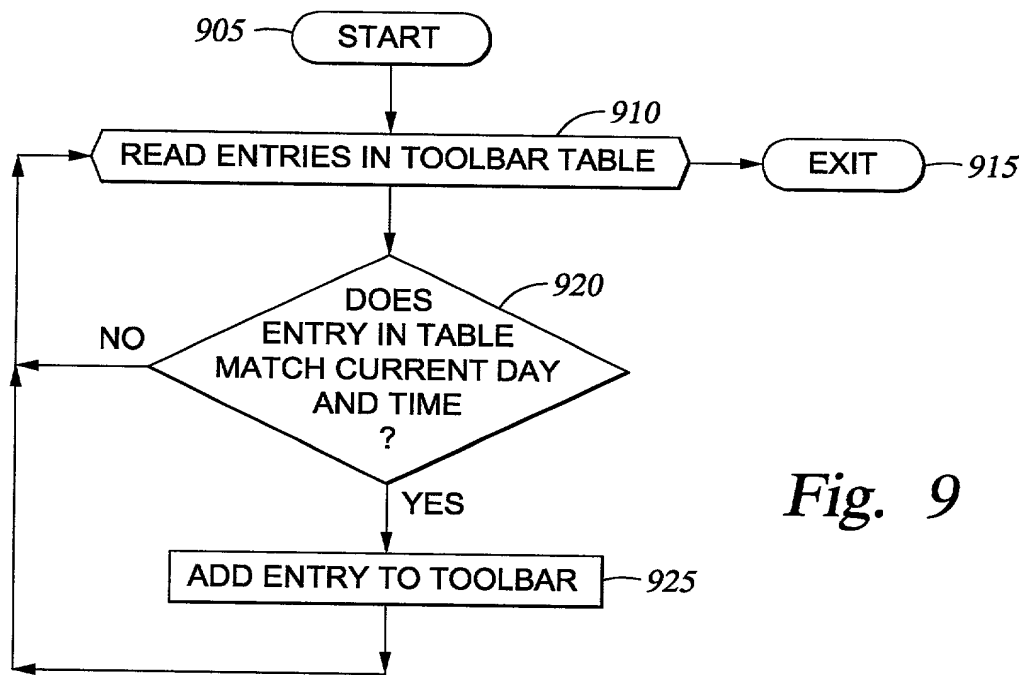 905
START
910
READ ENTRIES IN TOOLBAR TABLE
EXIT
915
920
DOES
ENTRY IN TABLE
MATCH CURRENT DAY
AND TIME
?
NO
YES
Fig. 9
ADD ENTRY TO TOOLBAR
925